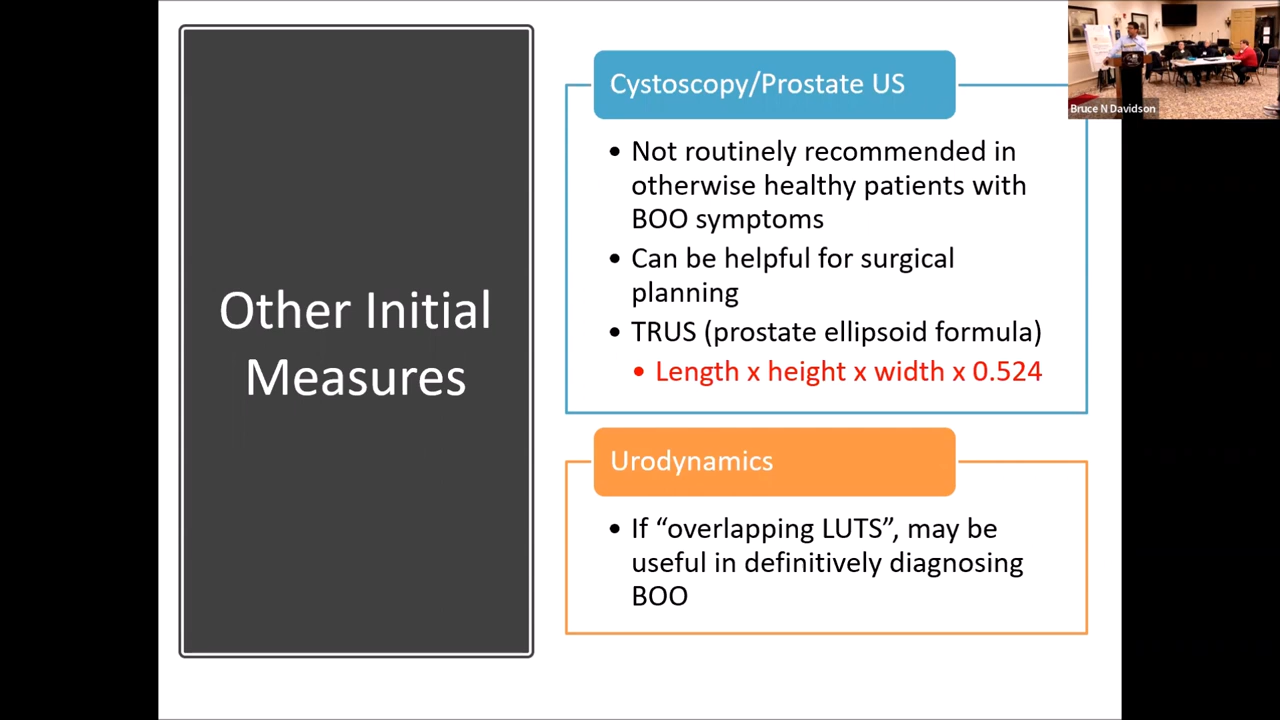 Other Initial
Measures
Cystoscopy/Prostate US
• Not routinely recommended in
otherwise healthy patients with
BOO symptoms
• Can be helpful for surgical
planning
• TRUS (prostate ellipsoid formula)
• Length x height x width x 0.524
Urodynamics
• If “overlapping LUTS”, may be
useful in definitively diagnosing
BOO
Bruce N Davidson